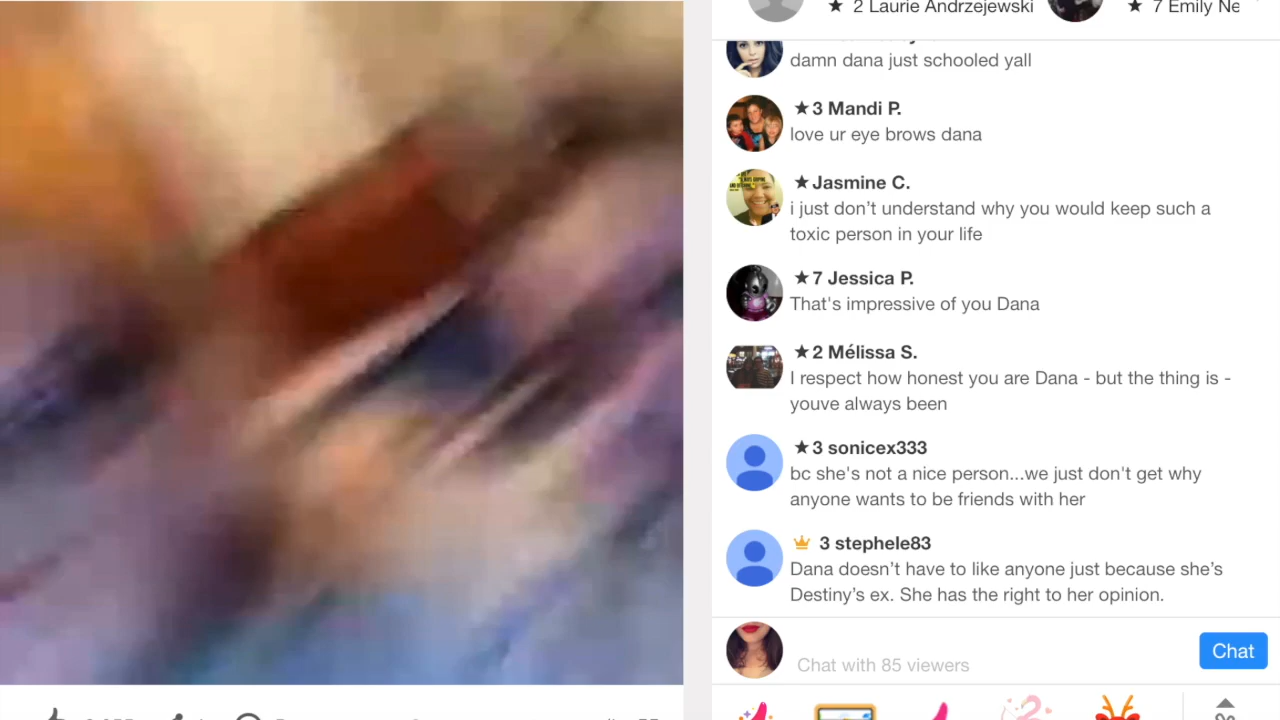 ★ 2 Laurie Andrzejewski ★ 7 Emily Ne
damn dana just schooled yall
★3 Mandi P.
love ur eye brows dana
★Jasmine C.
i just don’t understand why you would keep such a
toxic person in your life
★7 Jessica P.
That's impressive of you Dana
★2 Mélissa S.
I respect how honest you are Dana - but the thing is -
youve always been
★3 sonicex333
bc she's not a nice person...we just don't get why
anyone wants to be friends with her
3 stephele83
Dana doesn’t have to like anyone just because she’s
Destiny’s ex. She has the right to her opinion.
Chat with 85 viewers
Chat